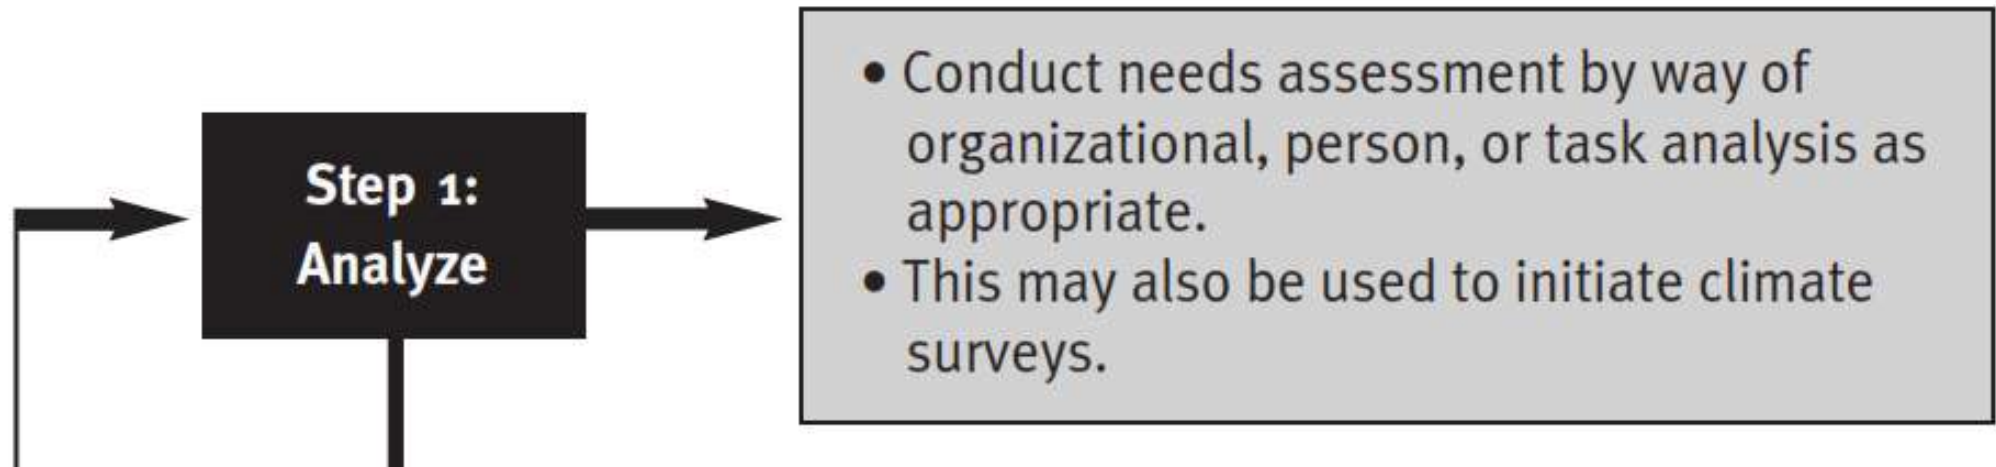 Step 1:
Analyze
• Conduct needs assessment by way of
organizational, person, or task analysis as
appropriate.
• This may also be used to initiate climate
surveys.